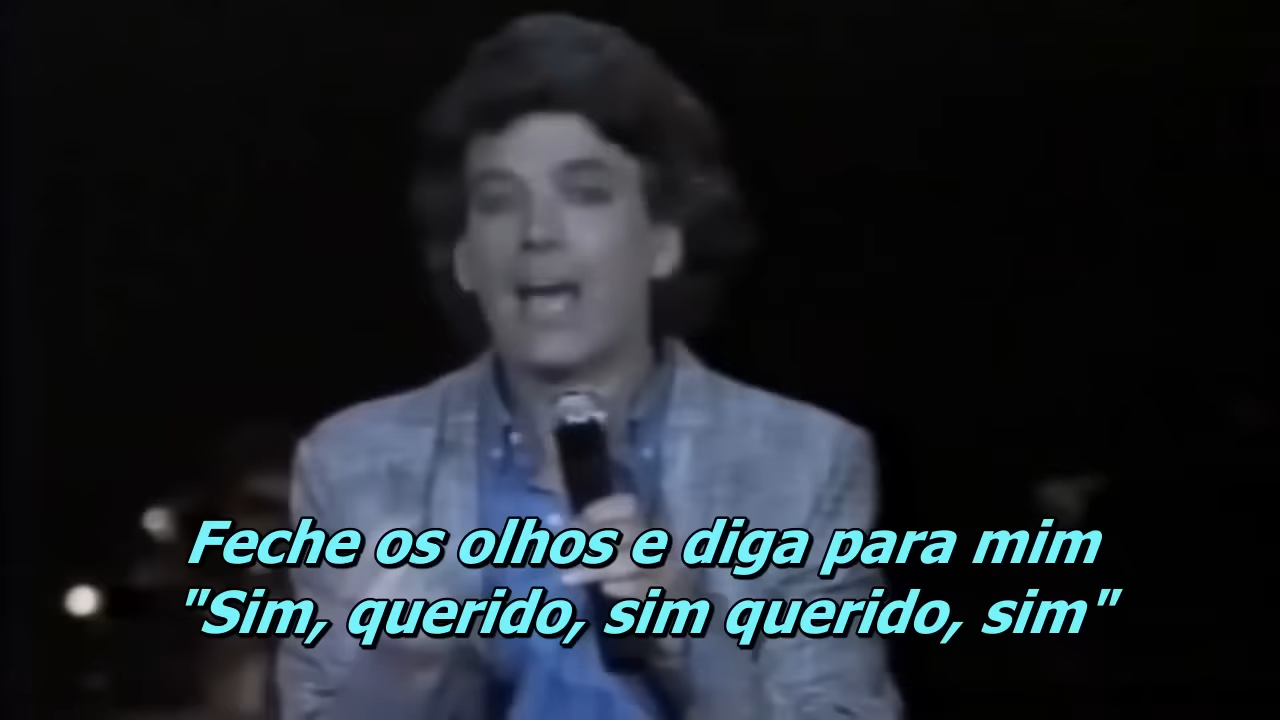 Feche os olhos e diga para mim
"Sim, querido, sim querido, sim"